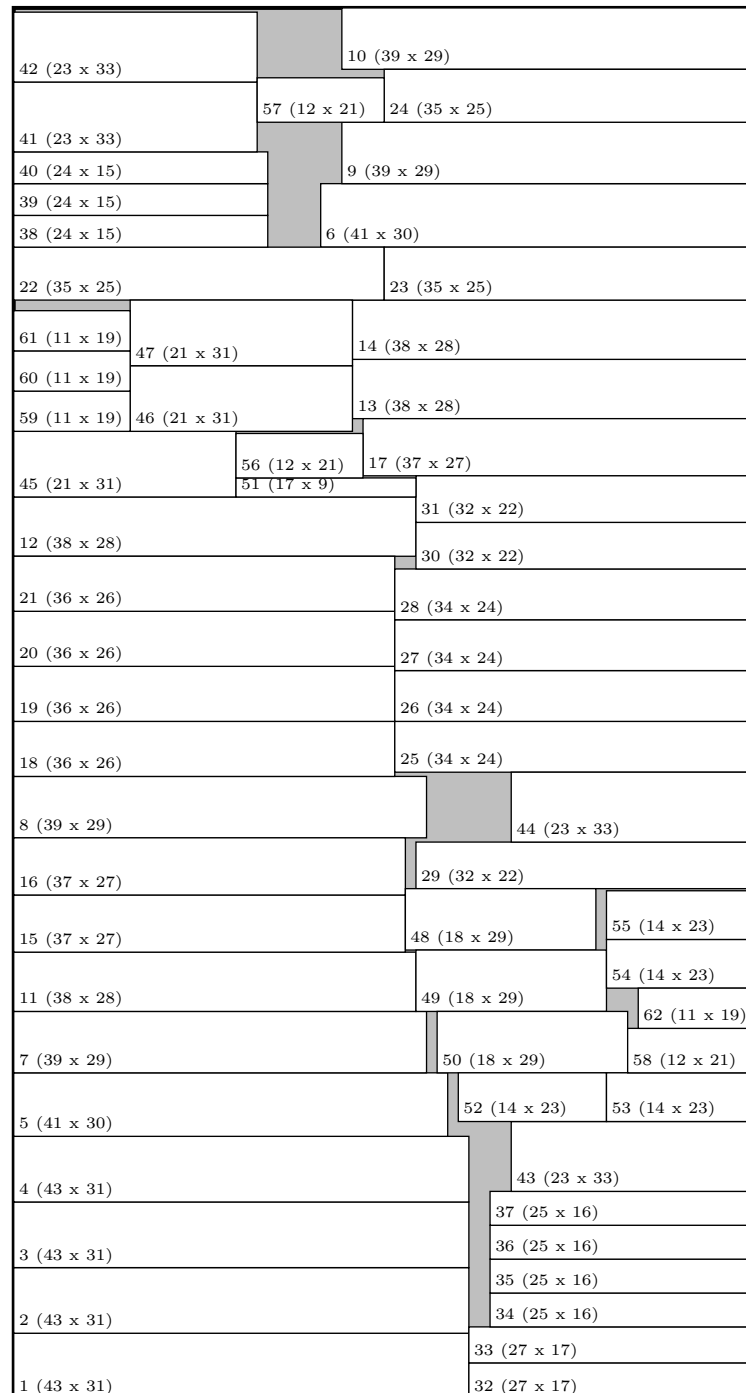 10 (39 x 29)
42 (23 x 33)
57 (12 x 21)
24 (35 x 25)
41 (23 x 33)
40 (24 x 15)
9 (39 x 29)
39 (24 x 15)
38 (24 x 15)
6 (41 x 30)
22 (35 x 25)
23 (35 x 25)
61 (11 x 19)
47 (21 x 31)
14 (38 x 28)
60 (11 x 19)
59 (11 x 19)
46 (21 x 31)
13 (38 x 28)
56 (12 x 21)
17 (37 x 27)
45 (21 x 31)
51 (17 x 9)
31 (32 x 22)
12 (38 x 28)
30 (32 x 22)
21 (36 x 26)
28 (34 x 24)
20 (36 x 26)
27 (34 x 24)
19 (36 x 26)
26 (34 x 24)
18 (36 x 26)
25 (34 x 24)
8 (39 x 29)
44 (23 x 33)
16 (37 x 27)
29 (32 x 22)
55 (14 x 23)
15 (37 x 27)
48 (18 x 29)
54 (14 x 23)
11 (38 x 28)
49 (18 x 29)
62 (11 x 19)
7 (39 x 29)
50 (18 x 29)
58 (12 x 21)
5 (41 x 30)
52 (14 x 23)
53 (14 x 23)
4 (43 x 31)
43 (23 x 33)
37 (25 x 16)
36 (25 x 16)
3 (43 x 31)
35 (25 x 16)
34 (25 x 16)
2 (43 x 31)
33 (27 x 17)
1 (43 x 31)
32 (27 x 17)